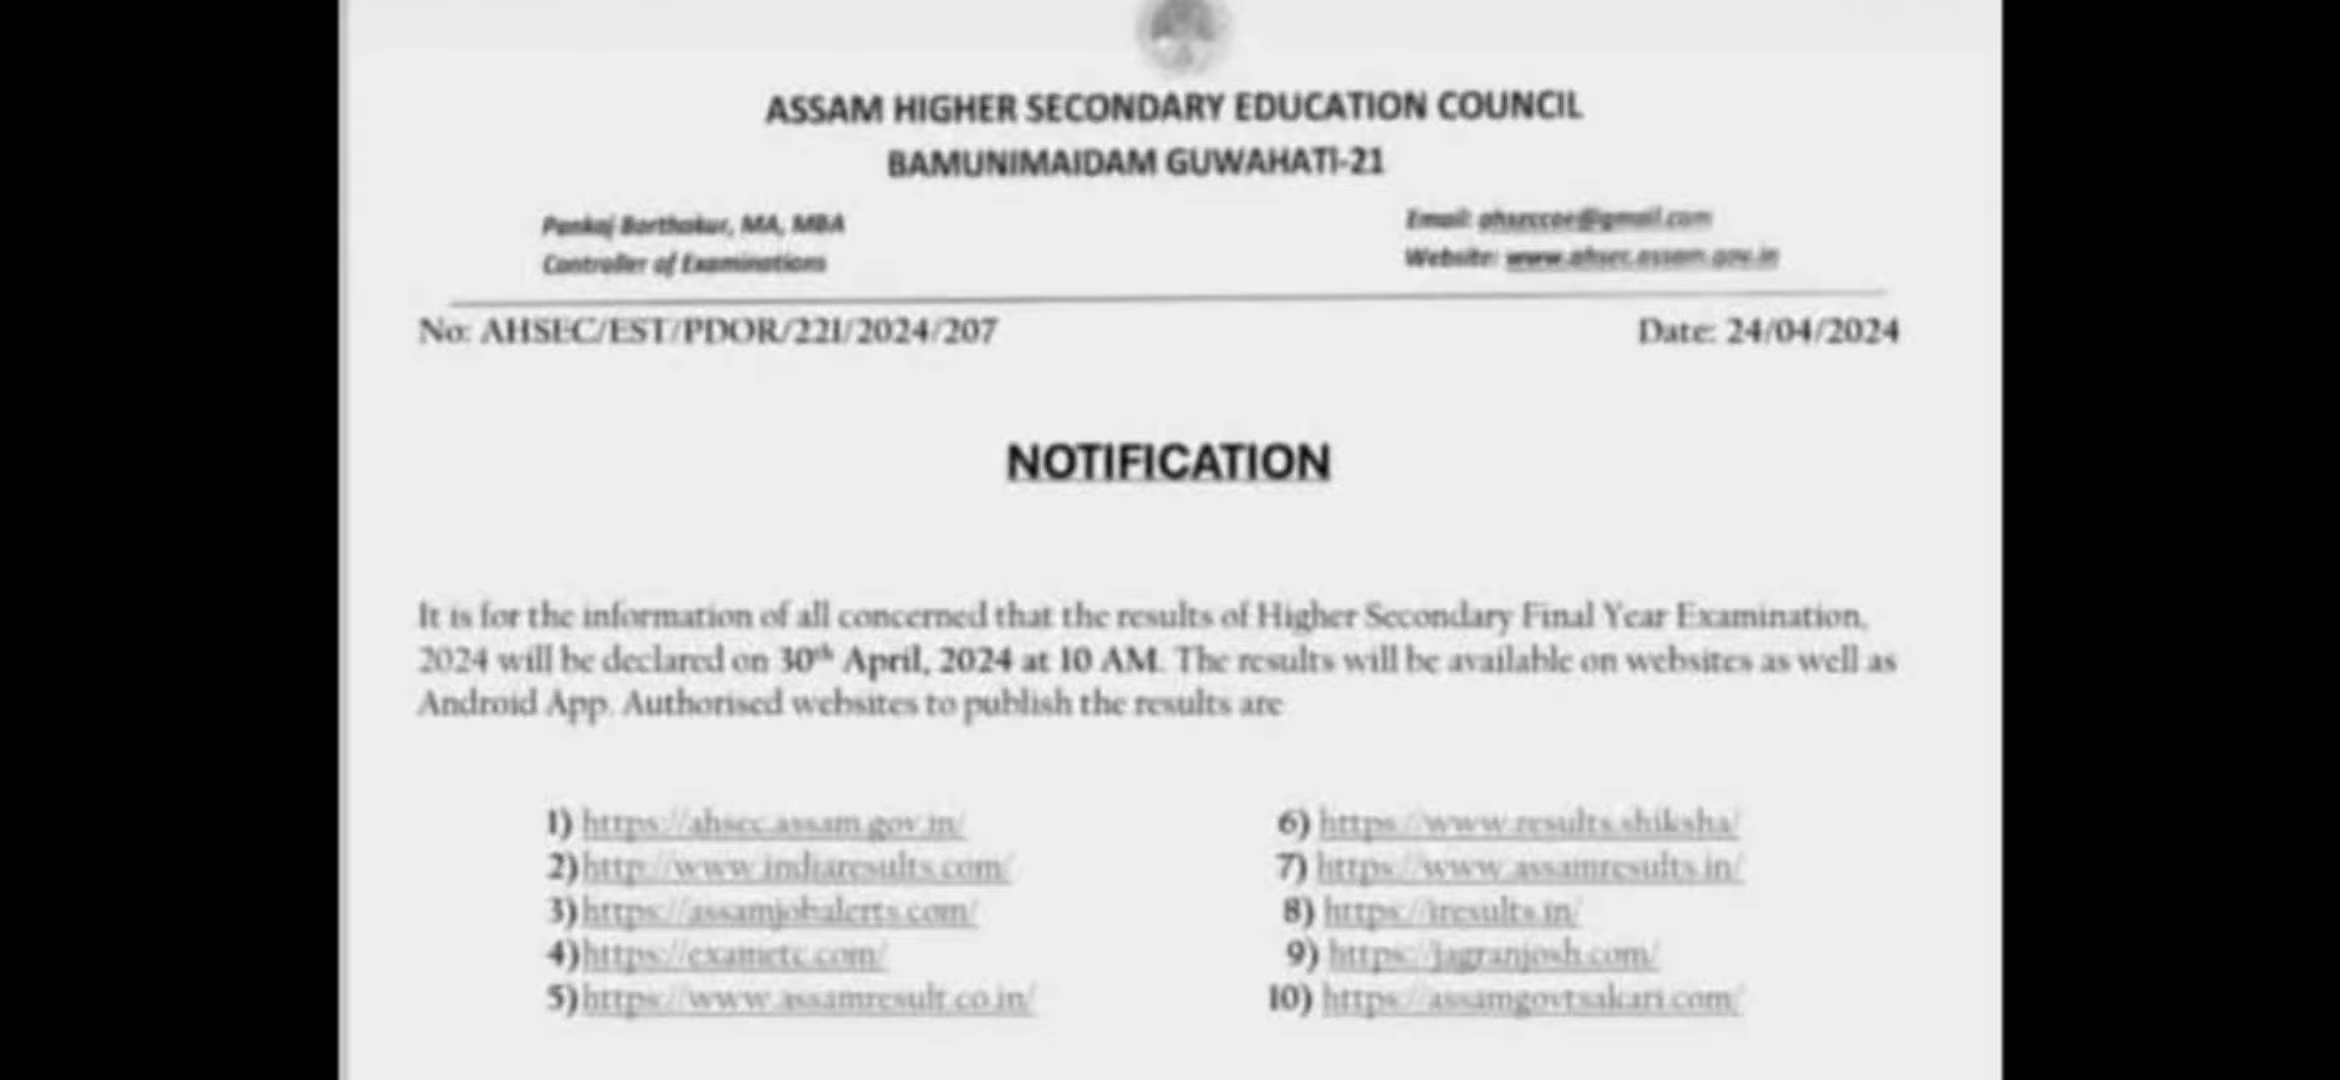 ASSAM HIGHER SECONDARY EDUCATION COUNCIL
BAMUNIMAIDAM GUWAHATI-21
Pankaj Borthakur, MA, MBA
Controller of Examinations
Email: ahseccoe@gmail.com
Website: www.ahsec.assam.gov.in
No: AHSEC/EST/PDOR/221/2024/207
Date: 24/04/2024
NOTIFICATION
It is for the information of all concerned that the results of Higher Secondary Final Year Examination,
2024 will be declared on 30th April, 2024 at 10 AM. The results will be available on websites as well as
Android App. Authorised websites to publish the results are
1) https://ahsec.assam.gov.in/
2) http://www.indiaresults.com/
3) https://assamjobalerts.com/
4) https://exametc.com/
5) https://www.assamresult.co.in/
6) https://www.results.shiksha/
7) https://www.assamresults.in/
8) https://iresults.in/
9) https://jagranjosh.com/
10) https://assamgovtsakari.com/